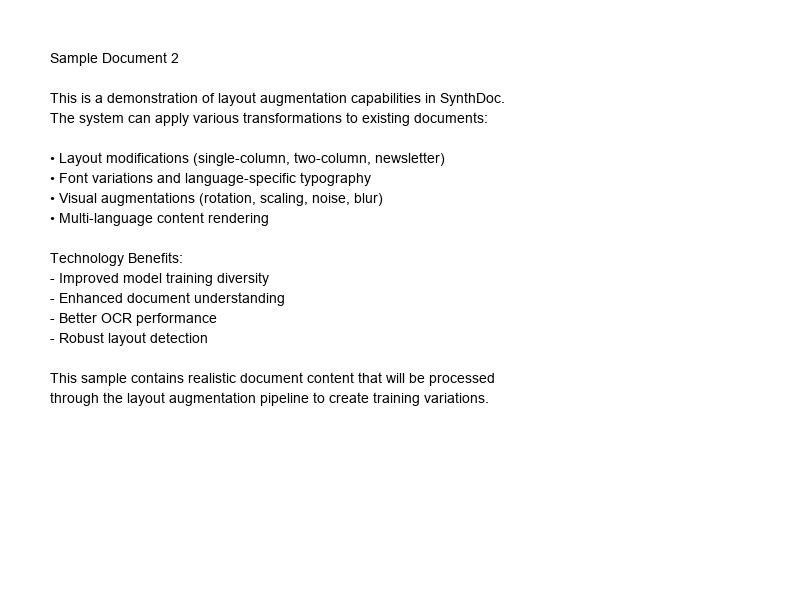 Sample Document 2
This is a demonstration of layout augmentation capabilities in SynthDoc.
The system can apply various transformations to existing documents:
• Layout modifications (single-column, two-column, newsletter)
• Font variations and language-specific typography
• Visual augmentations (rotation, scaling, noise, blur)
• Multi-language content rendering
Technology Benefits:
- Improved model training diversity
- Enhanced document understanding
- Better OCR performance
- Robust layout detection
This sample contains realistic document content that will be processed
through the layout augmentation pipeline to create training variations.